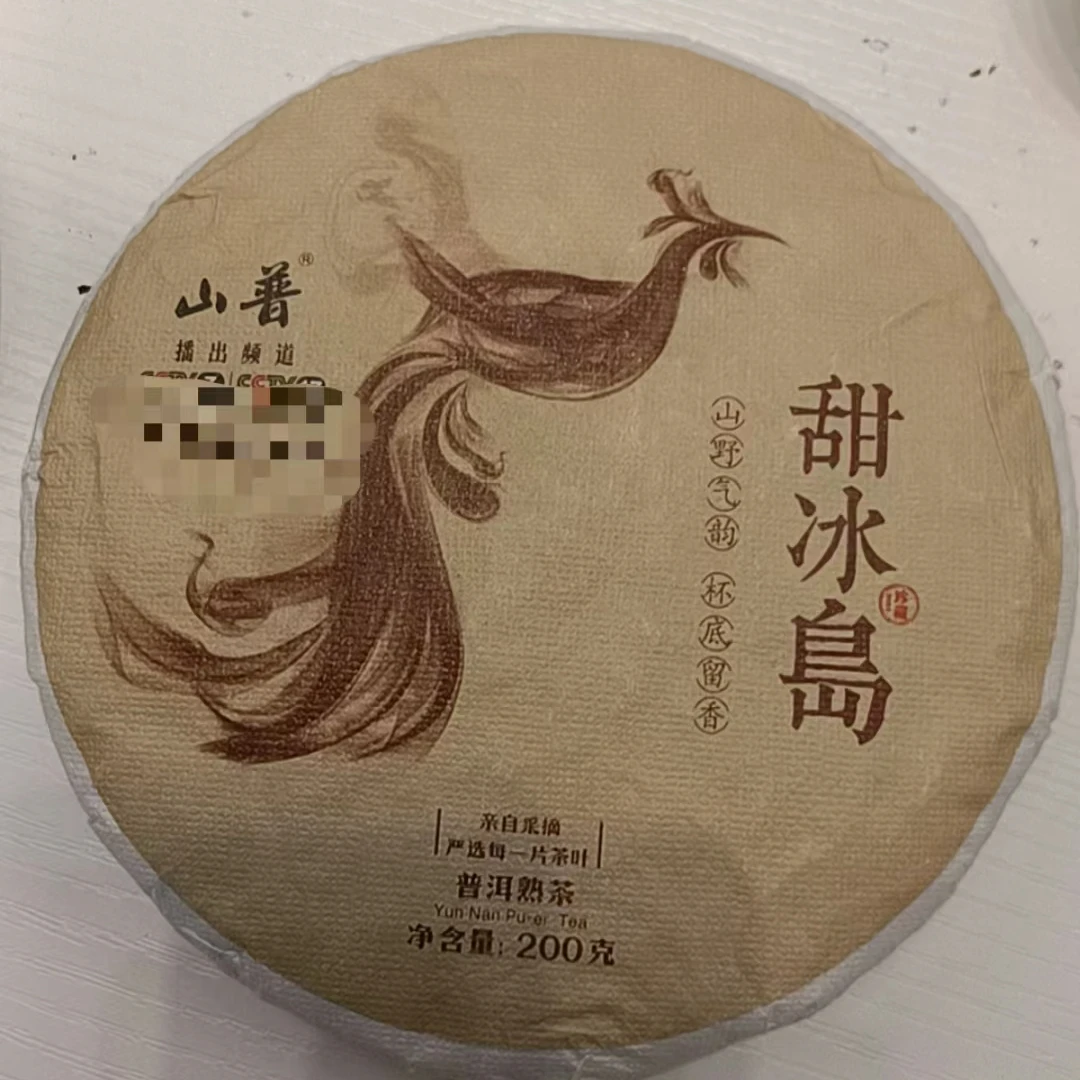 山普®
播出频道
甜冰島
珍藏
山野气韵 杯底留香
亲自采摘
严选每一片茶叶
普洱熟茶
Yun Nan Pu-er Tea
净含量: 200克